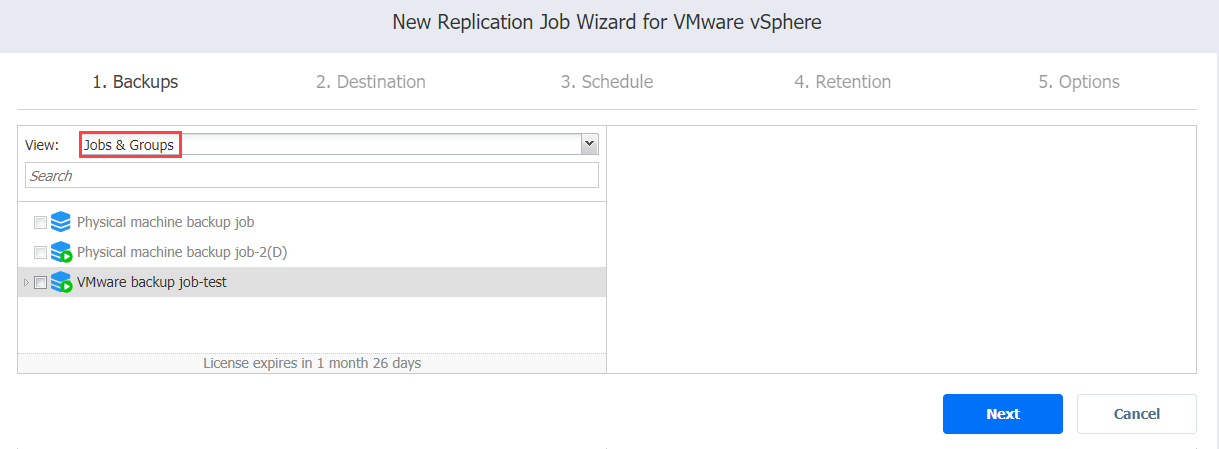 New Replication Job Wizard for VMware vSphere
1. Backups 2. Destination 3. Schedule 4. Retention 5. Options
View: Jobs & Groups
Search
Physical machine backup job
Physical machine backup job-2(D)
VMware backup job-test
License expires in 1 month 26 days
Next Cancel